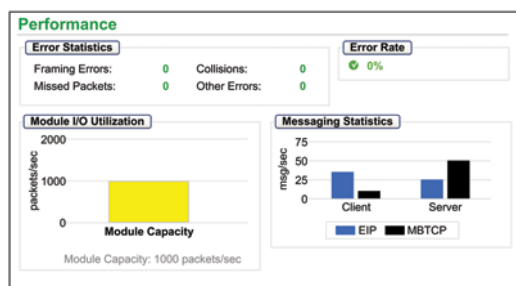 Performance
Error Statistics
Framing Errors: 0 Collisions: 0
Missed Packets: 0 Other Errors: 0
Error Rate
0%
Module I/O Utilization
packets/sec
2000
1000
0
Module Capacity
Module Capacity: 1000 packets/sec
Messaging Statistics
msg/sec
75
50
25
0
Client Server
EIP MBTCP